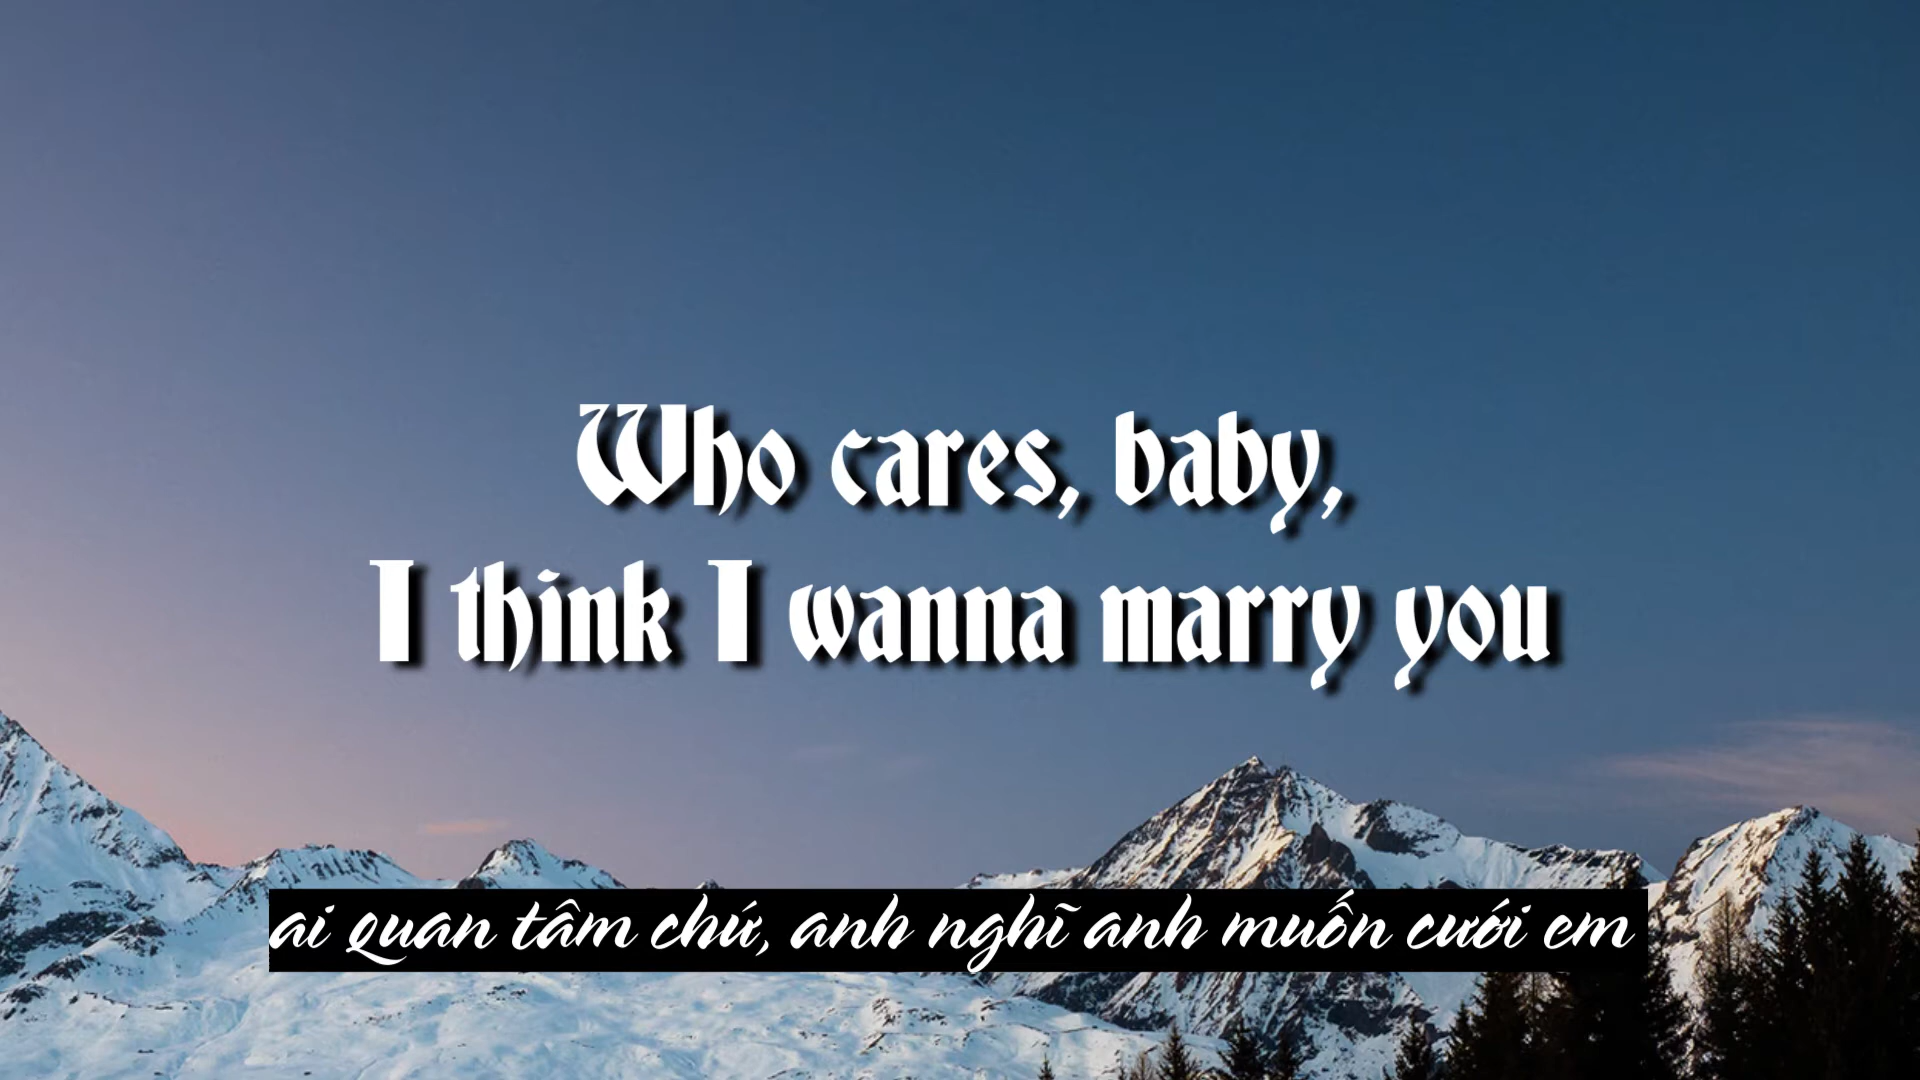 Who cares, baby,
I think I wanna marry you
ai quan tâm chứ, anh nghĩ anh muốn cưới em